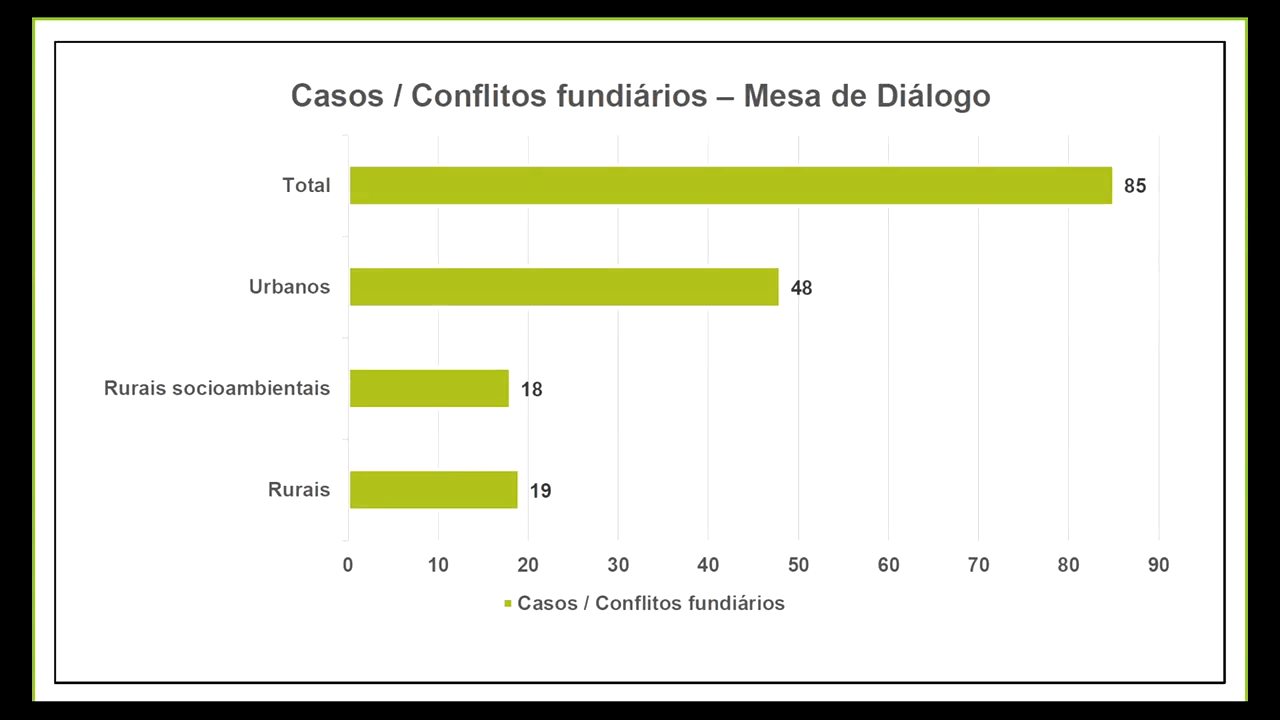 Casos / Conflitos fundiários – Mesa de Diálogo
Total
85
Urbanos
48
Rurais socioambientais
18
Rurais
19
0 10 20 30 40 50 60 70 80 90
Casos / Conflitos fundiários